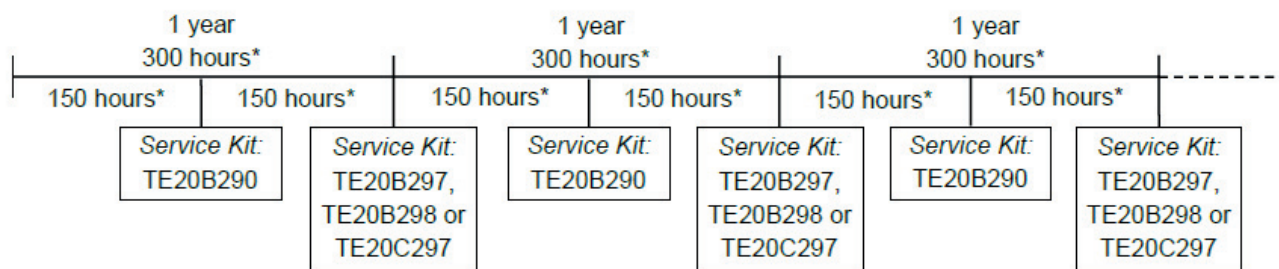 1 year
300 hours*
1 year
300 hours*
1 year
300 hours*
150 hours*
150 hours*
150 hours*
150 hours*
150 hours*
150 hours*
Service Kit:
TE20B290
Service Kit:
TE20B297,
TE20B298 or
TE20C297
Service Kit:
TE20B290
Service Kit:
TE20B297,
TE20B298 or
TE20C297
Service Kit:
TE20B290
Service Kit:
TE20B297,
TE20B298 or
TE20C297